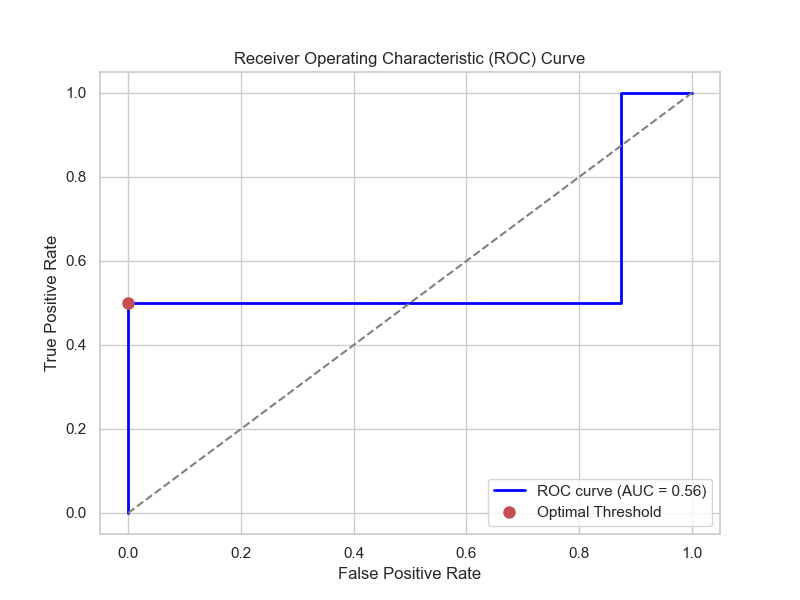 Receiver Operating Characteristic (ROC) Curve
True Positive Rate
1.0
0.8
0.6
0.4
0.2
0.0
ROC curve (AUC = 0.56)
Optimal Threshold
0.0 0.2 0.4 0.6 0.8 1.0
False Positive Rate